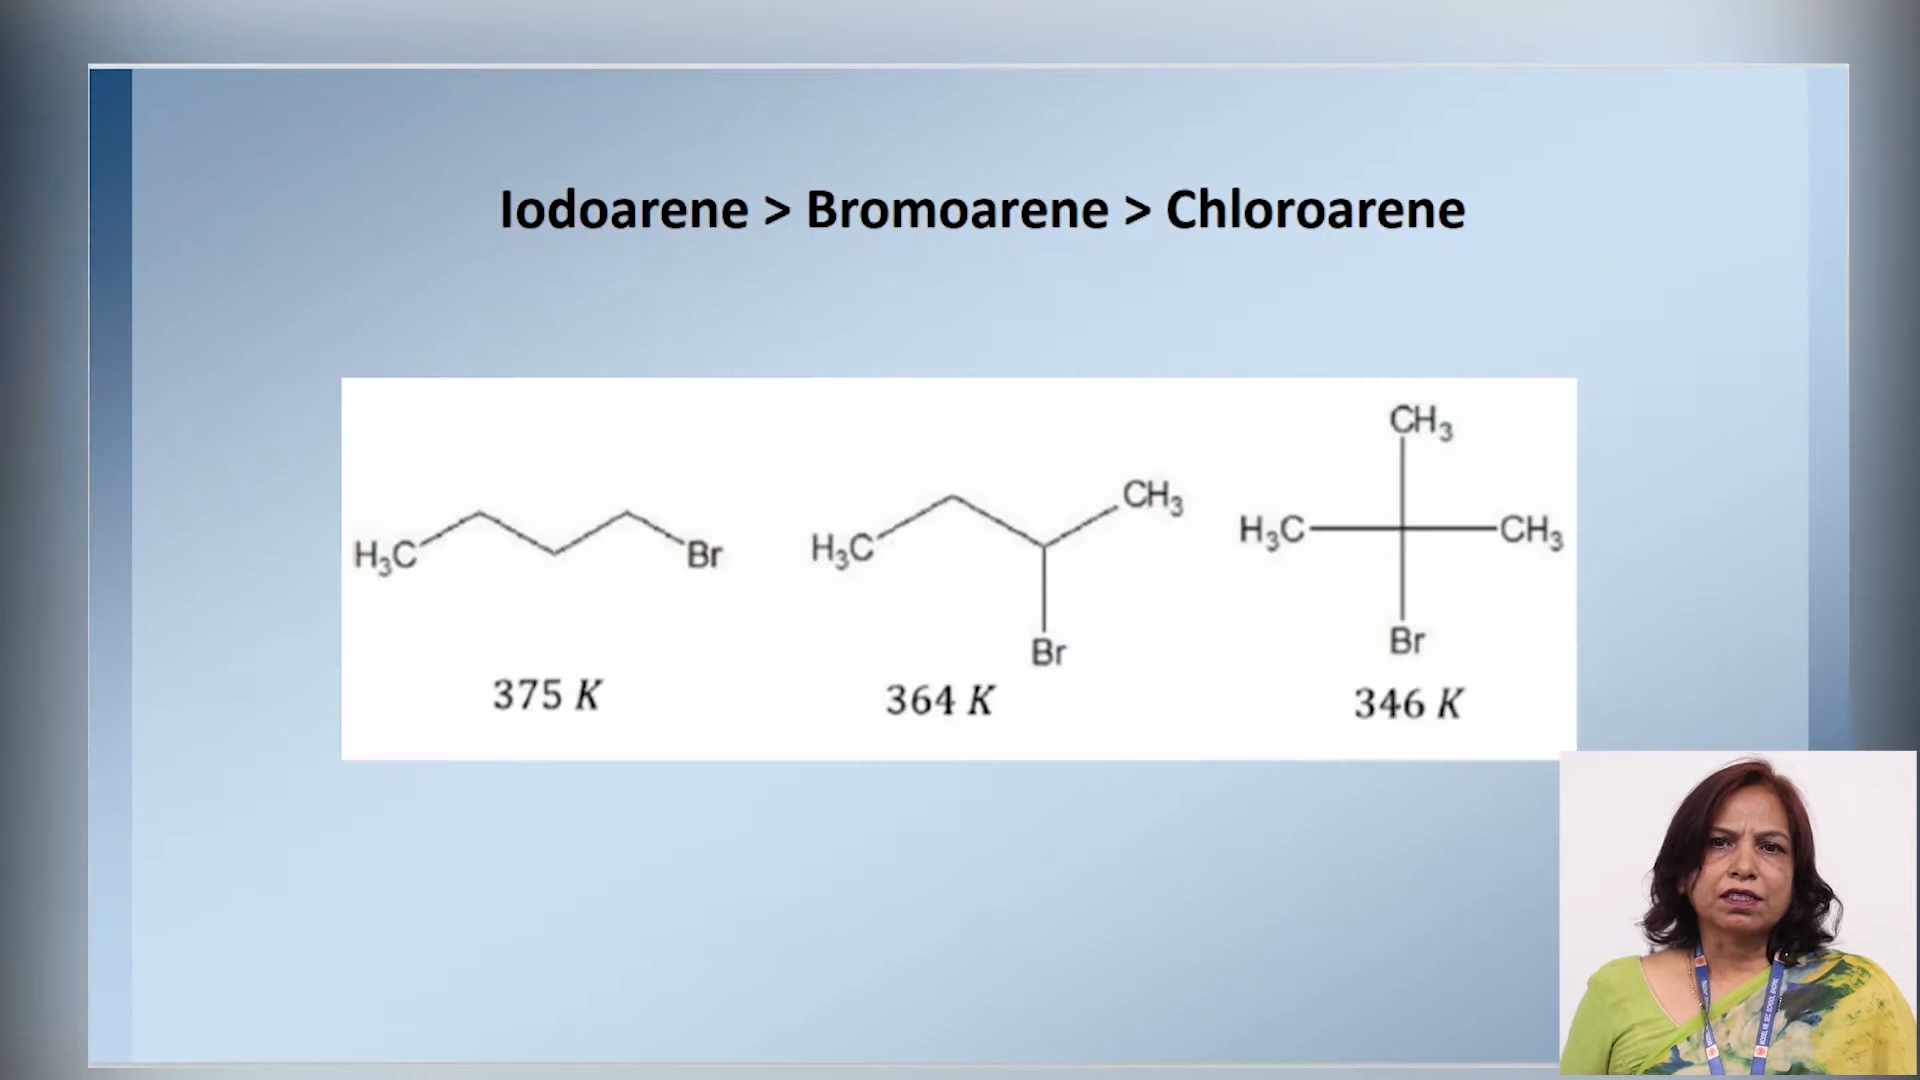 Iodoarene > Bromoarene > Chloroarene
H₃C Br
375 K
H₃C CH₃
Br
364 K
CH₃
H₃C CH₃
Br
346 K